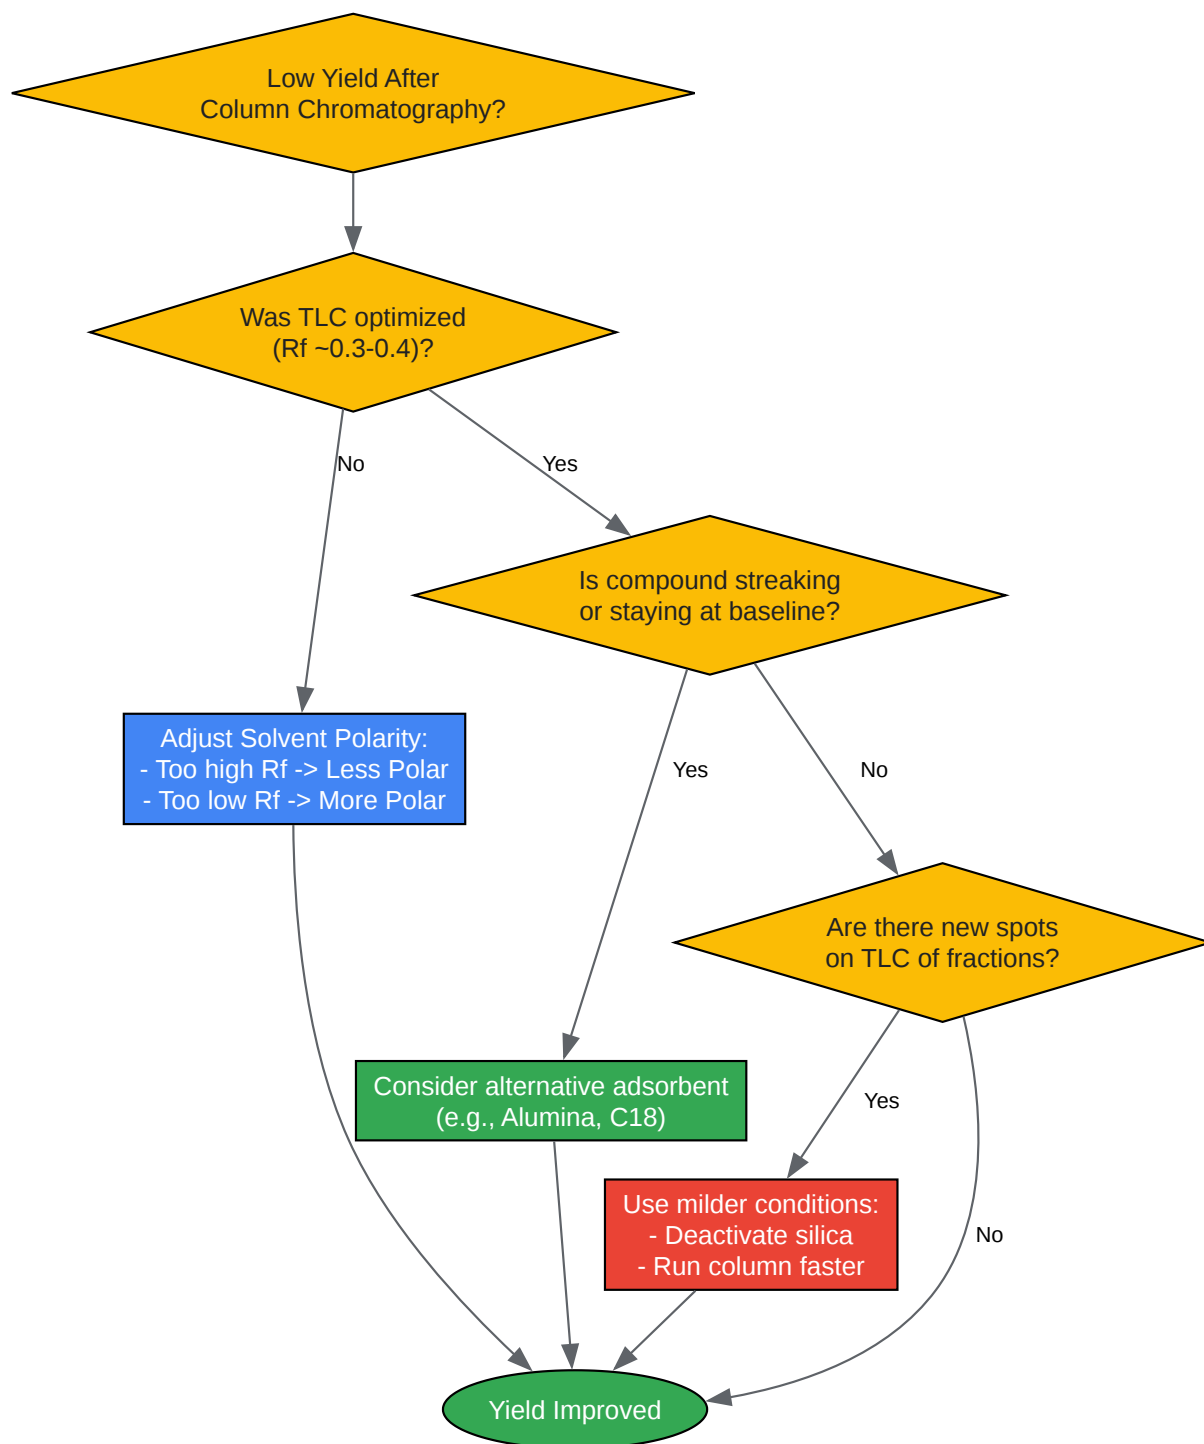 Low Yield After
Column Chromatography?
Was TLC optimized
(Rf ~0.3-0.4)?
No
Yes
Is compound streaking
or staying at baseline?
Adjust Solvent Polarity:
- Too high Rf -> Less Polar
- Too low Rf -> More Polar
Yes
No
Are there new spots
on TLC of fractions?
Consider alternative adsorbent
(e.g., Alumina, C18)
Yes
Use milder conditions:
- Deactivate silica
- Run column faster
No
Yield Improved